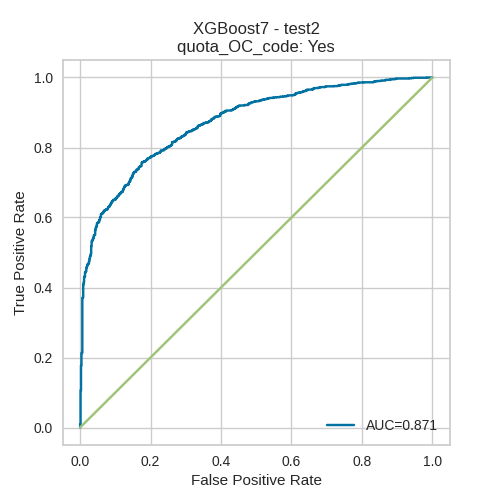 XGBoost7 - test2
quota_OC_code: Yes
1.0
0.8
0.6
0.4
0.2
0.0
True Positive Rate
AUC=0.871
0.0 0.2 0.4 0.6 0.8 1.0
False Positive Rate